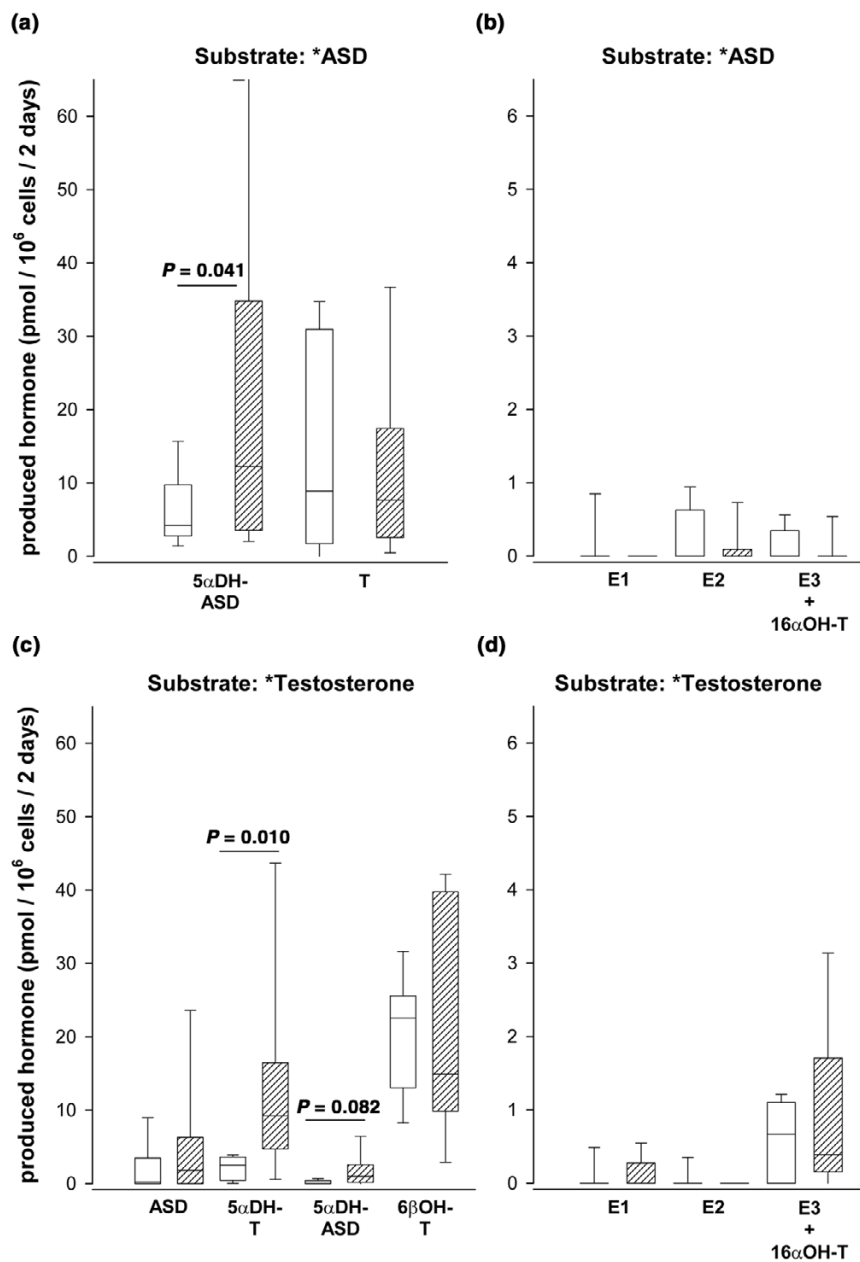 (a)
Substrate: *ASD
produced hormone (pmol / 10⁶ cells / 2 days)
60
50
40
30
20
10
0
P = 0.041
5αDH-
ASD
T
(b)
Substrate: *ASD
6
5
4
3
2
1
0
E1
E2
E3
+
16αOH-T
(c)
Substrate: *Testosterone
produced hormone (pmol / 10⁶ cells / 2 days)
60
50
40
30
20
10
0
P = 0.010
P = 0.082
ASD
5αDH-
T
5αDH-
ASD
6βOH-
T
(d)
Substrate: *Testosterone
6
5
4
3
2
1
0
E1
E2
E3
+
16αOH-T